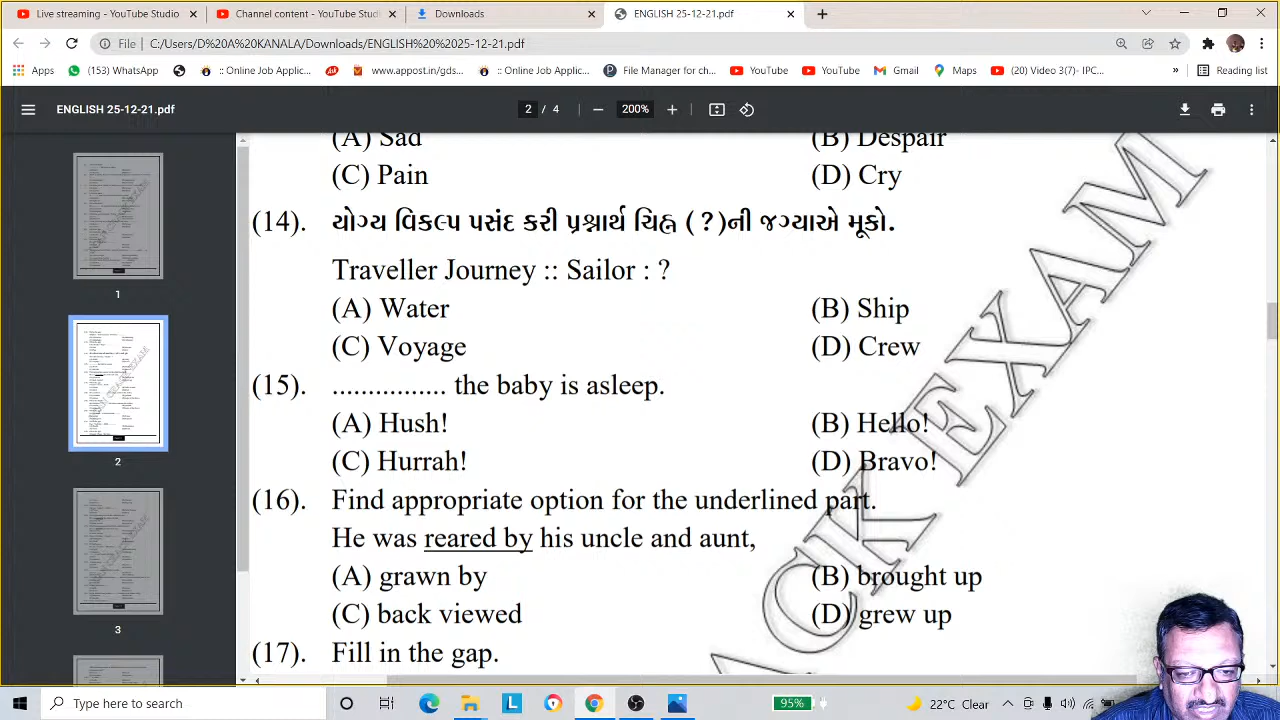 Live streaming - YouTube Studio
Channel content - YouTube Stud
Downloads
ENGLISH 25-12-21.pdf
File
C:/Users/D%20A%20KANALA/Downloads/ENGLISH%20%2025-12-21.pdf
Apps
(153) WhatsApp
:: Online Job Applic...
www.appost.in/gds...
:: Online Job Applic...
File Manager for ch...
YouTube
YouTube
Gmail
Maps
(20) Video 3(7)- IPC...
»
Reading list
ENGLISH 25-12-21.pdf
2 / 4
200%
(A) Sad (B) Despair
(C) Pain (D) Cry
(14). યોગ્ય વિકલ્પ પસંદ કરી પ્રશ્નાર્થ ચિહ્ન (?)ની જગ્યાએ મૂકો.
Traveller Journey :: Sailor : ?
(A) Water (B) Ship
(C) Voyage (D) Crew
(15). ............... the baby is asleep.
(A) Hush! (B) Hello!
(C) Hurrah! (D) Bravo!
(16). Find appropriate option for the underlined part.
He was reared by his uncle and aunt,
(A) grawn by (B) brought up
(C) back viewed (D) grew up
(17). Fill in the gap.
ACK EXAM
1
2
3
Type here to search
95%
22°C Clear